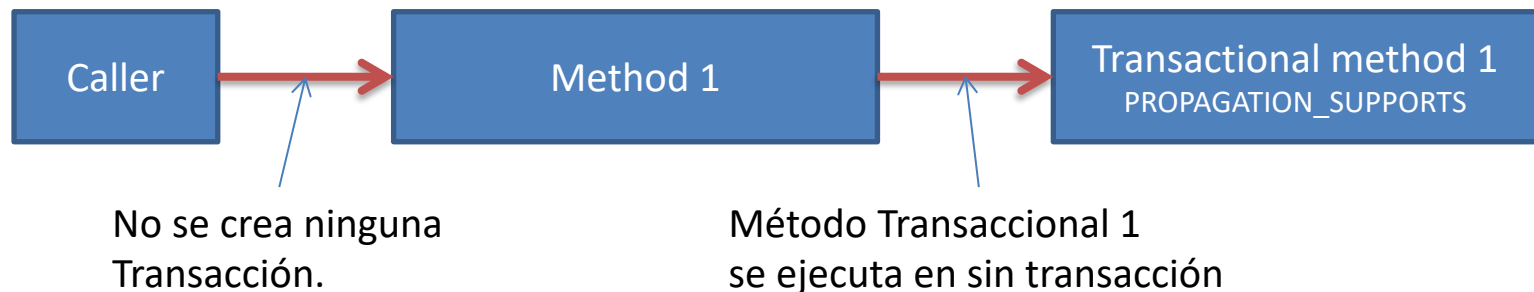 Caller
Method 1
Transactional method 1
PROPAGATION_SUPPORTS
No se crea ninguna
Transacción.
Método Transaccional 1
se ejecuta en sin transacción